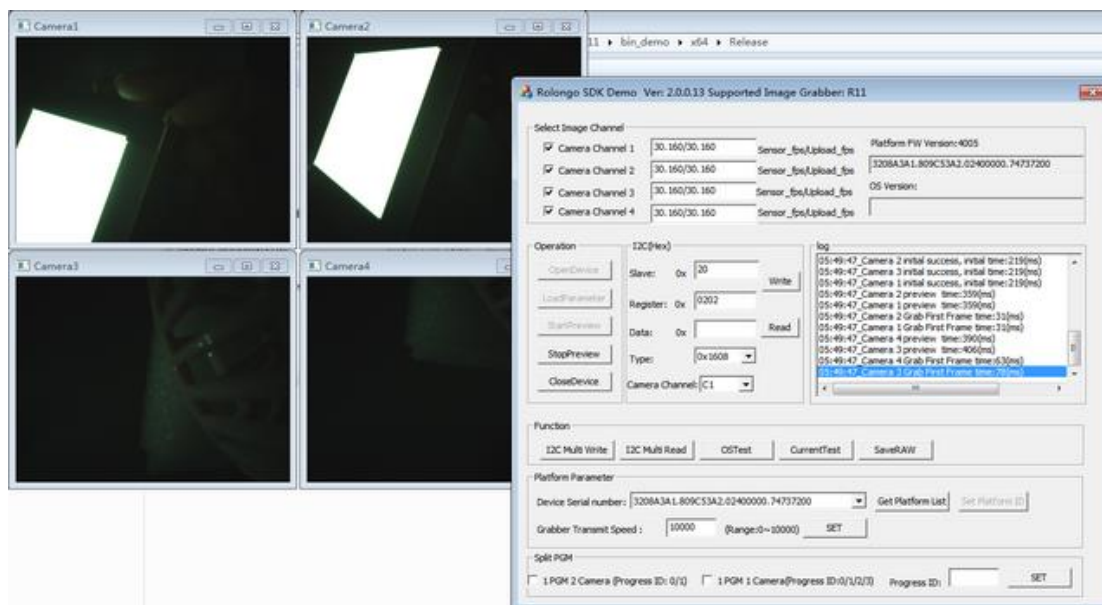 Camera1
Camera2
11 ▸ bin_demo ▸ x64 ▸ Release
Camera3
Camera4
Rolongo SDK Demo Ver: 2.0.0.13 Supported Image Grabber: R11
Select Image Channel
Camera Channel 1 30.160/30.160 Sensor_fps/Upload_fps
Camera Channel 2 30.160/30.160 Sensor_fps/Upload_fps
Camera Channel 3 30.160/30.160 Sensor_fps/Upload_fps
Camera Channel 4 30.160/30.160 Sensor_fps/Upload_fps
Platform FW Version:4005
3208A3A1.809C53A2.02400000.74737200
OS Version:
Operation
OpenDevice
LoadParameter
StartPreview
StopPreview
CloseDevice
I2C(Hex)
Slave: 0x 20
Write
Register: 0x 0202
Data: 0x
Read
Type: 0x1608
Camera Channel: C1
log
05:49:47_Camera 2 initial success, initial time:219(ms)
05:49:47_Camera 3 initial success, initial time:219(ms)
05:49:47_Camera 1 initial success, initial time:219(ms)
05:49:47_Camera 2 preview time:359(ms)
05:49:47_Camera 1 preview time:359(ms)
05:49:47_Camera 2 Grab First Frame time:31(ms)
05:49:47_Camera 1 Grab First Frame time:31(ms)
05:49:47_Camera 4 preview time:390(ms)
05:49:47_Camera 3 preview time:406(ms)
05:49:47_Camera 4 Grab First Frame time:63(ms)
05:49:47_Camera 3 Grab First Frame time:78(ms)
Function
I2C Multi Write I2C Multi Read OSTest CurrentTest SaveRAW
Platform Parameter
Device Serial number: 3208A3A1.809C53A2.02400000.74737200 Get Platform List Set Platform ID
Grabber Transmit Speed : 10000 (Range:0~10000) SET
Split PGM
1 PGM 2 Camera (Progress ID: 0/1) 1 PGM 1 Camera(Progress ID:0/1/2/3) Progress ID: SET